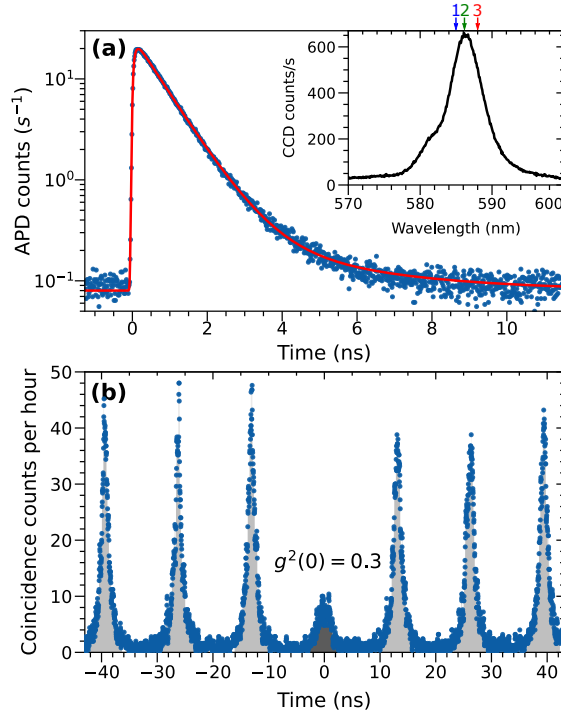 (a)
APD counts (s⁻¹)
10¹
10⁰
10⁻¹
0 2 4 6 8 10
Time (ns)
1 2 3
CCD counts/s
600
400
200
0
570 580 590 600
Wavelength (nm)
(b)
Coincidence counts per hour
50
40
30
20
10
0
g²(0) = 0.3
−40 −30 −20 −10 0 10 20 30 40
Time (ns)